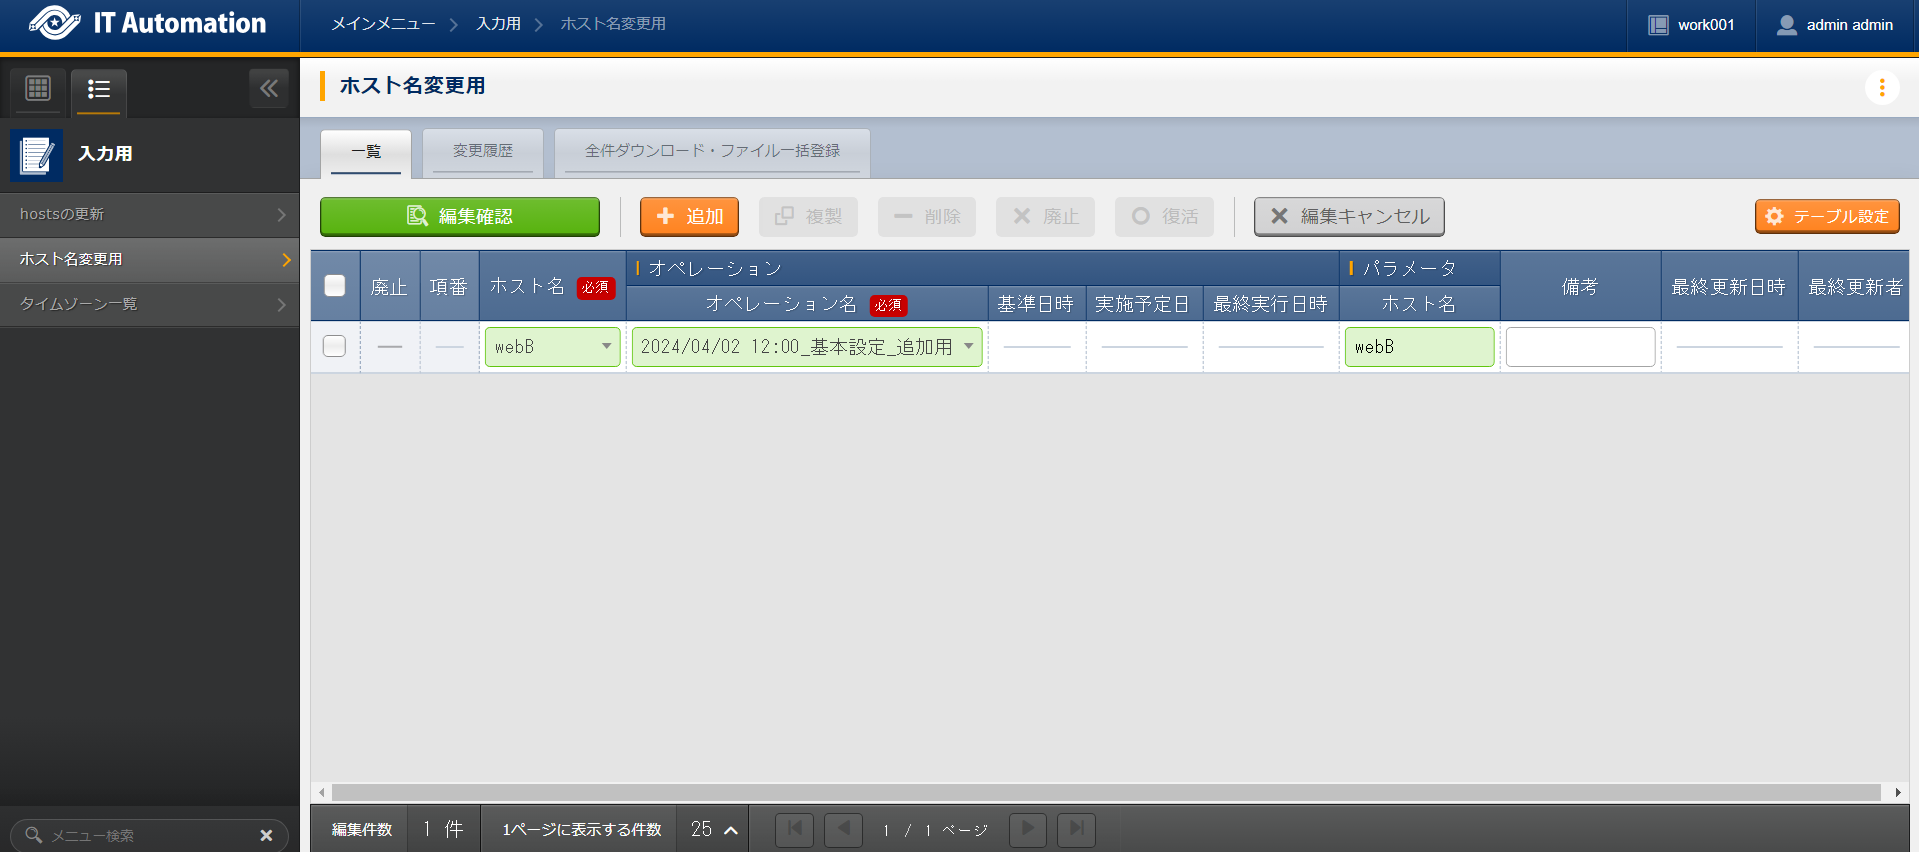 IT Automation
メインメニュー
入力用
ホスト名変更用
work001
admin admin
入力用
hostsの更新
ホスト名変更用
タイムゾーン一覧
メニュー検索
ホスト名変更用
一覧
変更履歴
全件ダウンロード・ファイル一括登録
編集確認
追加
複製
削除
廃止
復活
編集キャンセル
テーブル設定
廃止
項番
ホスト名 必須
オペレーション
オペレーション名 必須
基準日時
実施予定日
最終実行日時
パラメータ
ホスト名
備考
最終更新日時
最終更新者
webB
2024/04/02 12:00_基本設定_追加用
webB
編集件数
1 件
1ページに表示する件数
25
1 / 1 ページ